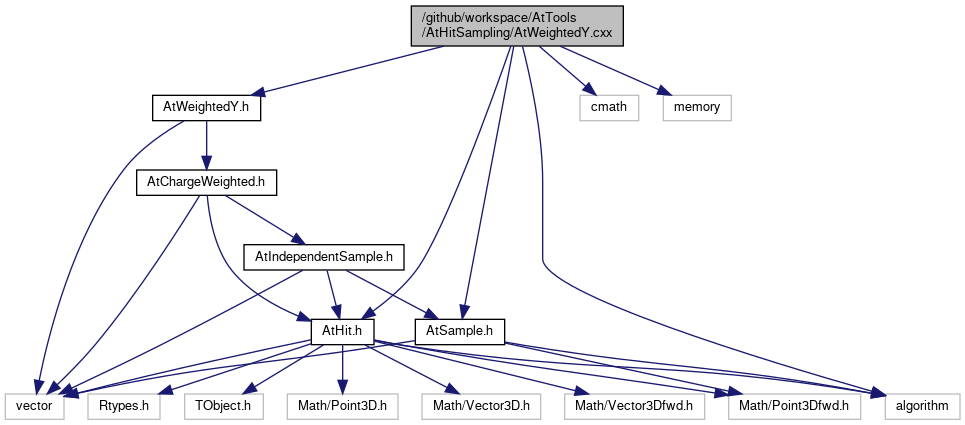 /github/workspace/AtTools
/AtHitSampling/AtWeightedY.cxx
AtWeightedY.h
cmath
memory
AtChargeWeighted.h
AtIndependentSample.h
AtHit.h
AtSample.h
vector
Rtypes.h
TObject.h
Math/Point3D.h
Math/Vector3D.h
Math/Vector3Dfwd.h
Math/Point3Dfwd.h
algorithm